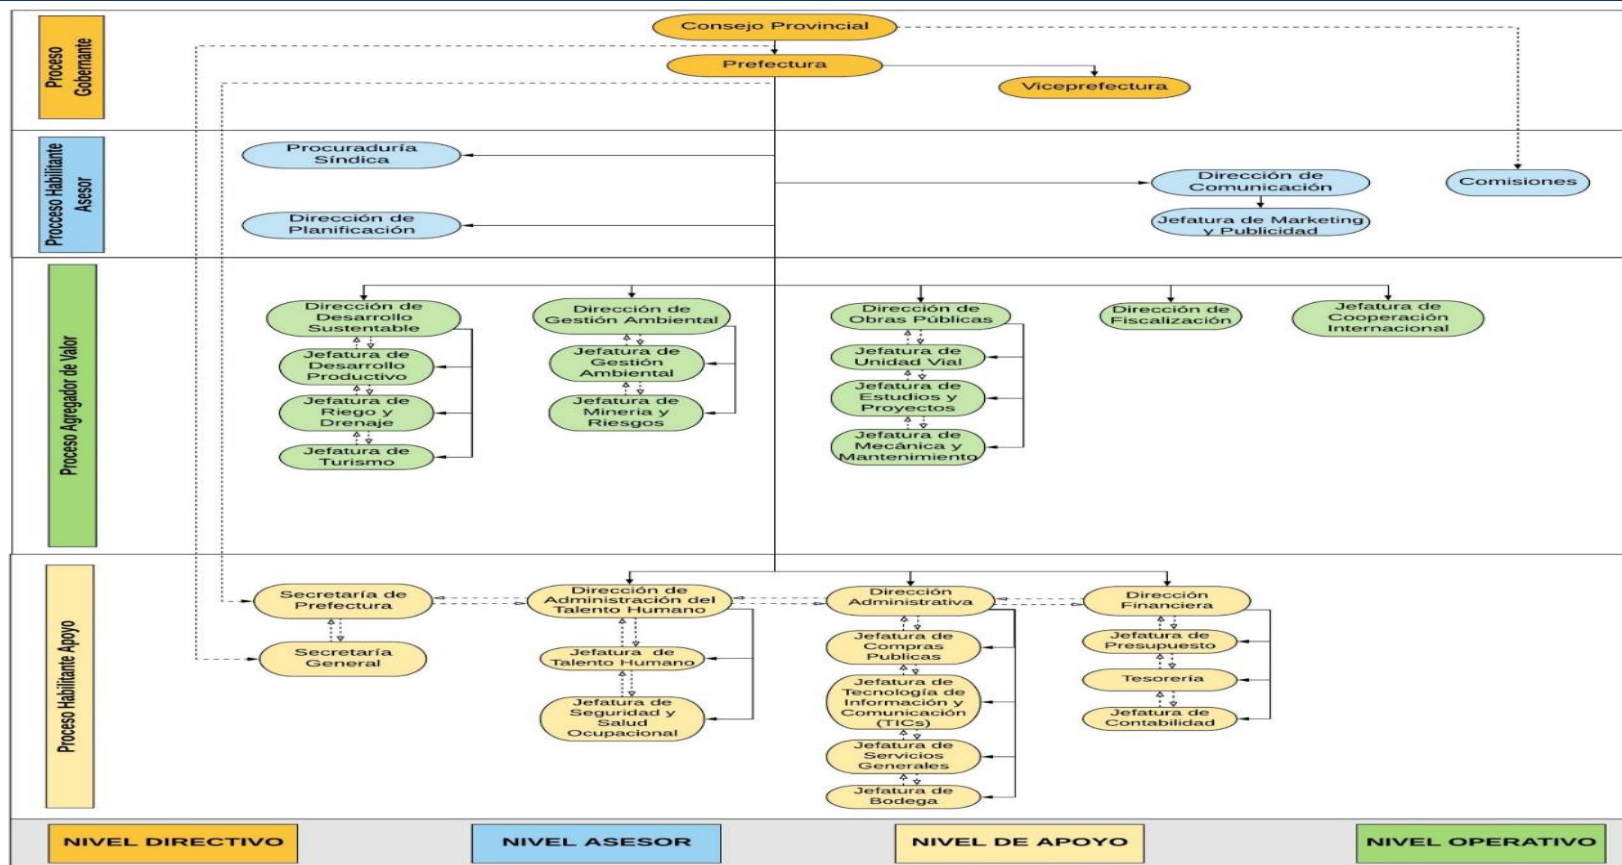 Proceso
Gobernante
Consejo Provincial
Prefectura
Viceprefectura
Procceso Habilitante
Asesor
Procuraduría
Síndica
Dirección de
Comunicación
Comisiones
Dirección de
Planificación
Jefatura de Marketing
y Publicidad
Proceso Agregador de Valor
Dirección de
Desarrollo
Sustentable
Jefatura de
Desarrollo
Productivo
Jefatura de
Riego y
Drenaje
Jefatura de
Turismo
Dirección de
Gestión Ambiental
Jefatura de
Gestión
Ambiental
Jefatura de
Mineria y
Riesgos
Dirección de
Obras Públicas
Jefatura de
Unidad Vial
Jefatura de
Estudios y
Proyectos
Jefatura de
Mecánica y
Mantenimiento
Dirección de
Fiscalización
Jefatura de
Cooperación
Internacional
Proceso Habilitante Apoyo
Secretaría de
Prefectura
Secretaría
General
Dirección de
Administración del
Talento Humano
Jefatura de
Talento Humano
Jefatura de
Seguridad y
Salud
Ocupacional
Dirección
Administrativa
Jefatura de
Compras
Publicas
Jefatura de
Tecnología de
Información y
Comunicación
(TICs)
Jefatura de
Servicios
Generales
Jefatura de
Bodega
Dirección
Financiera
Jefatura de
Presupuesto
Tesorería
Jefatura de
Contabilidad
NIVEL DIRECTIVO
NIVEL ASESOR
NIVEL DE APOYO
NIVEL OPERATIVO